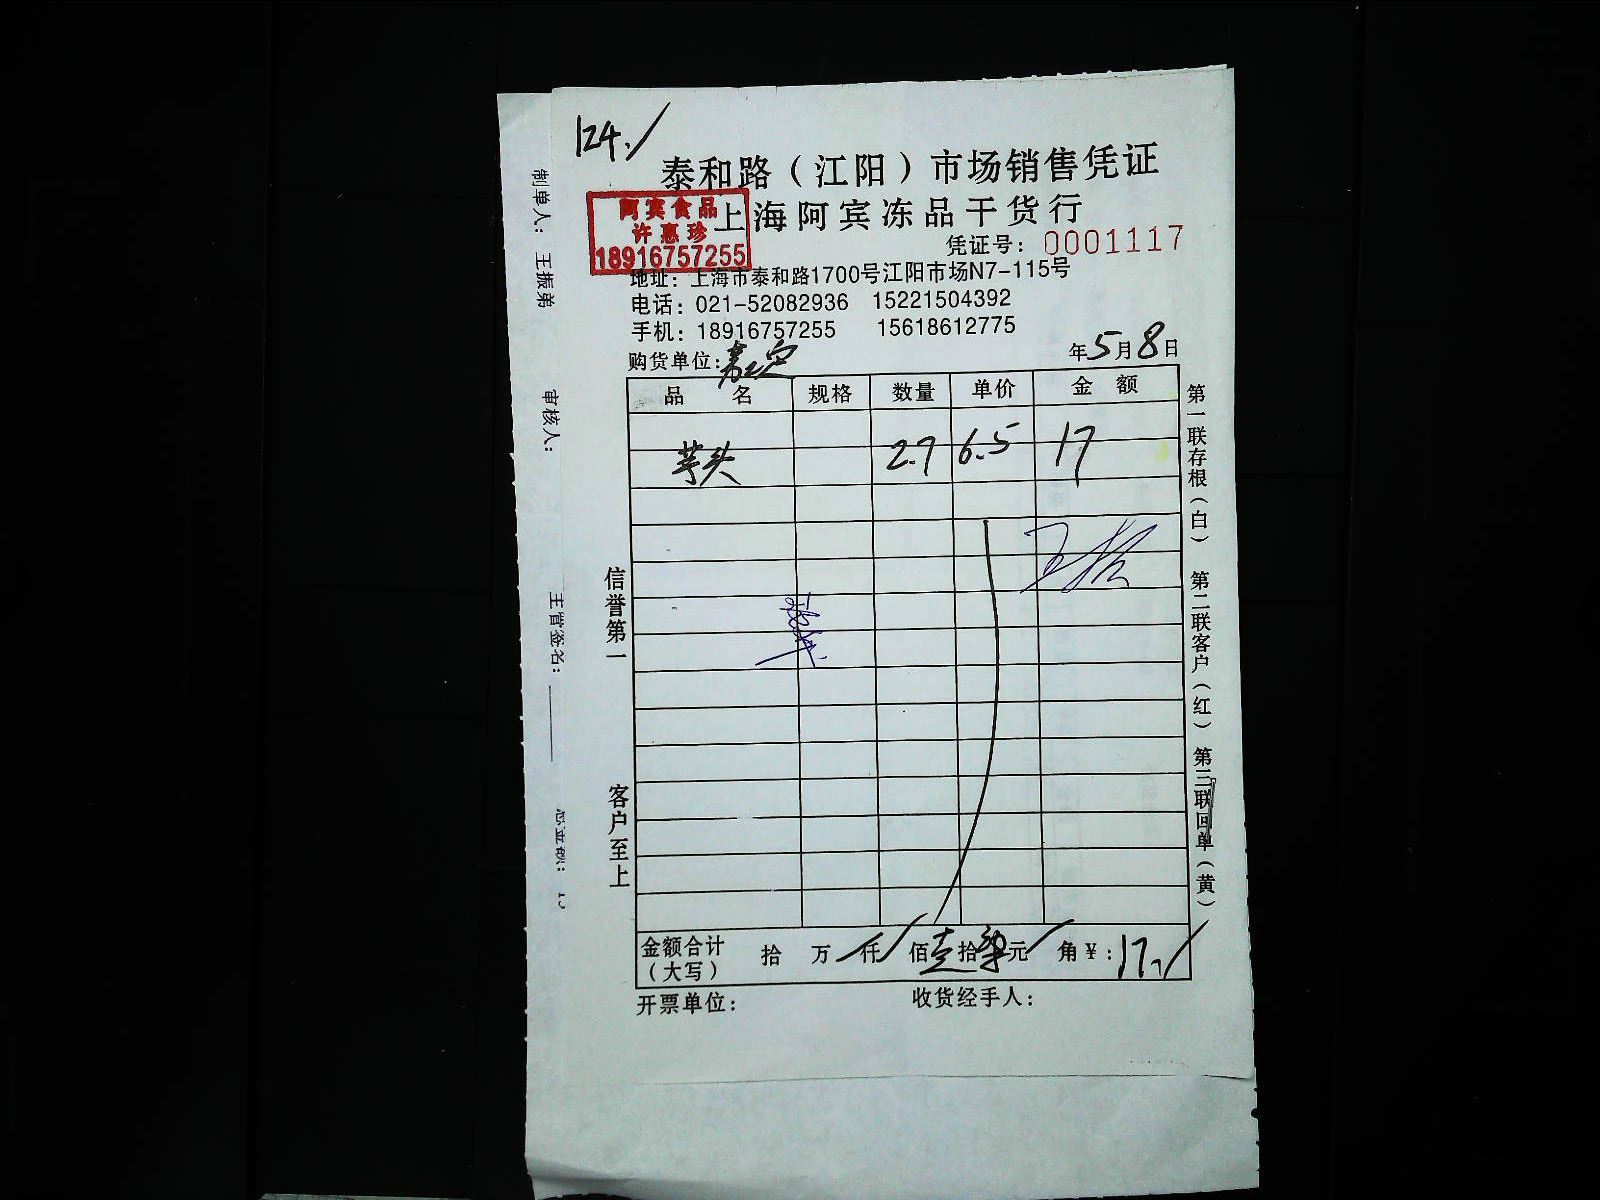 124.
泰和路（江阳）市场销售凭证
上海阿宾冻品干货行
阿宾食品
许惠珍
18916757255
凭证号：0001117
地址：上海市泰和路1700号江阳市场N7-115号
电话：021-52082936 15221504392
手机：18916757255 15618612775
购货单位：嘉定 年5月8日
品名 规格 数量 单价 金额
芋头 2.7 6.5 17
金额合计（大写） 拾 万 仟 佰壹拾柒元 角¥：17.
开票单位： 收货经手人：
信誉第一
客户至上
第一联存根（白） 第二联客户（红） 第三联回单（黄）
制单人： 王振弟
审核人：
主管签名：